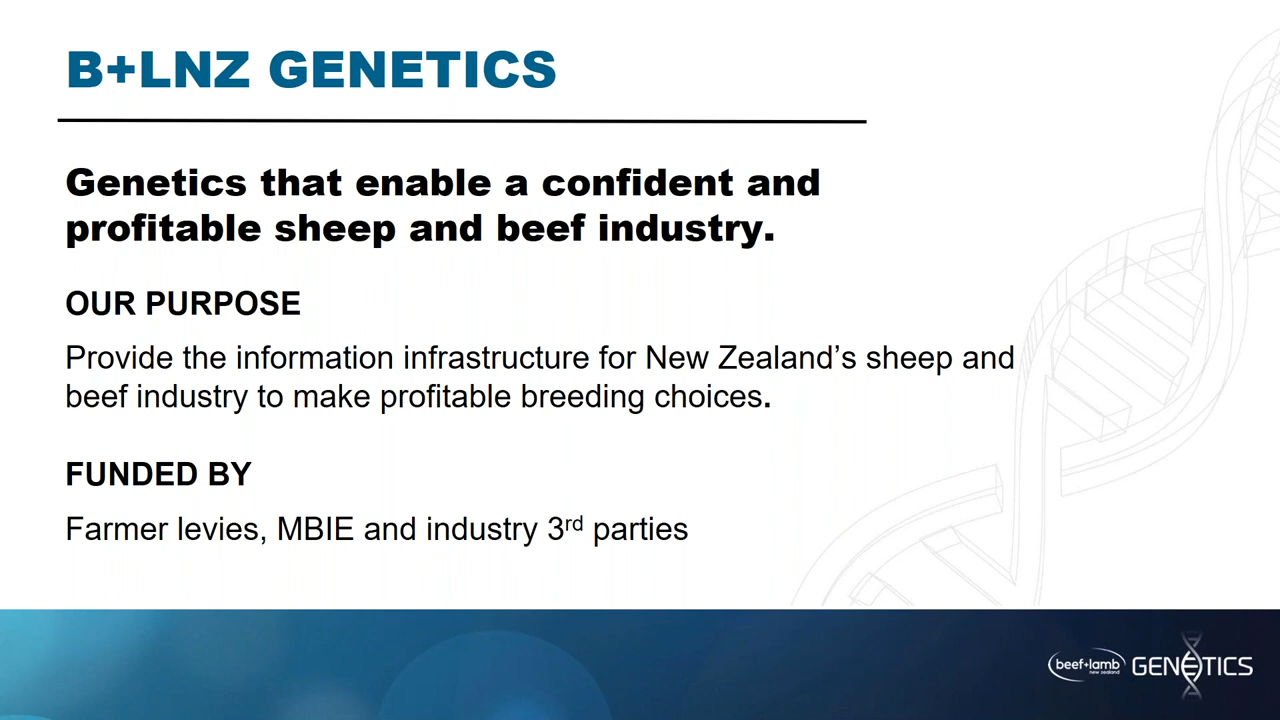 B+LNZ GENETICS
Genetics that enable a confident and
profitable sheep and beef industry.
OUR PURPOSE
Provide the information infrastructure for New Zealand’s sheep and
beef industry to make profitable breeding choices.
FUNDED BY
Farmer levies, MBIE and industry 3rd parties
beef+lamb
new zealand
GENETICS